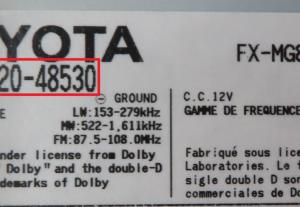 YOTA FX-MG8
20-48530
⊖ GROUND C.C.12V
E LW:153-279kHz GAMME DE FREQUENCE
MW:522-1,611kHz
FM:87.5-108.0MHz
nder license from Dolby Fabriqué sous lice
Dolby" and the double-D Laboratories. Le t
demarks of Dolby sigle double D son
commerciales de Do